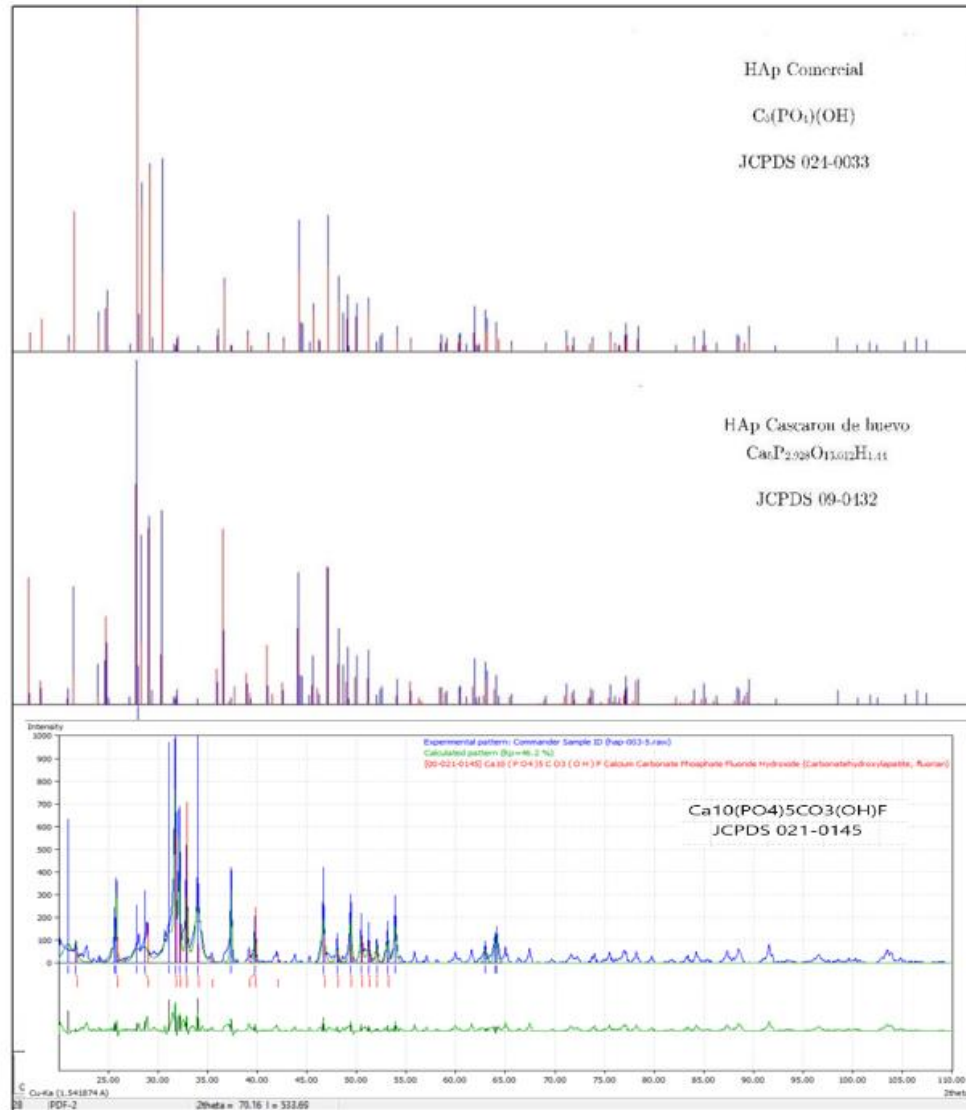 HAp Comercial
C₅(PO₄)(OH)
JCPDS 024-0033
HAp Cascaron de huevo
Ca₅P₂.₉₂₈O₁₃.₀₁₂H₁.₄₄
JCPDS 09-0432
Intensity
1000
Experimental pattern: Commander Sample ID (hap-003-5.raw)
Calculated pattern (Rp=46.2 %)
[00-021-0145] Ca10 ( P O4 )5 C O3 ( O H ) F Calcium Carbonate Phosphate Fluoride Hydroxide (Carbonatehydroxylapatite, fluorian)
900
800
Ca10(PO4)5CO3(OH)F
JCPDS 021-0145
700
600
500
400
300
200
100
0
25.00 30.00 35.00 40.00 45.00 50.00 55.00 60.00 65.00 70.00 75.00 80.00 85.00 90.00 95.00 100.00 105.00 110.00
Cu-Ka (1.541874 A) 2theta
PDF-2 2theta = 70.16 I = 533.69